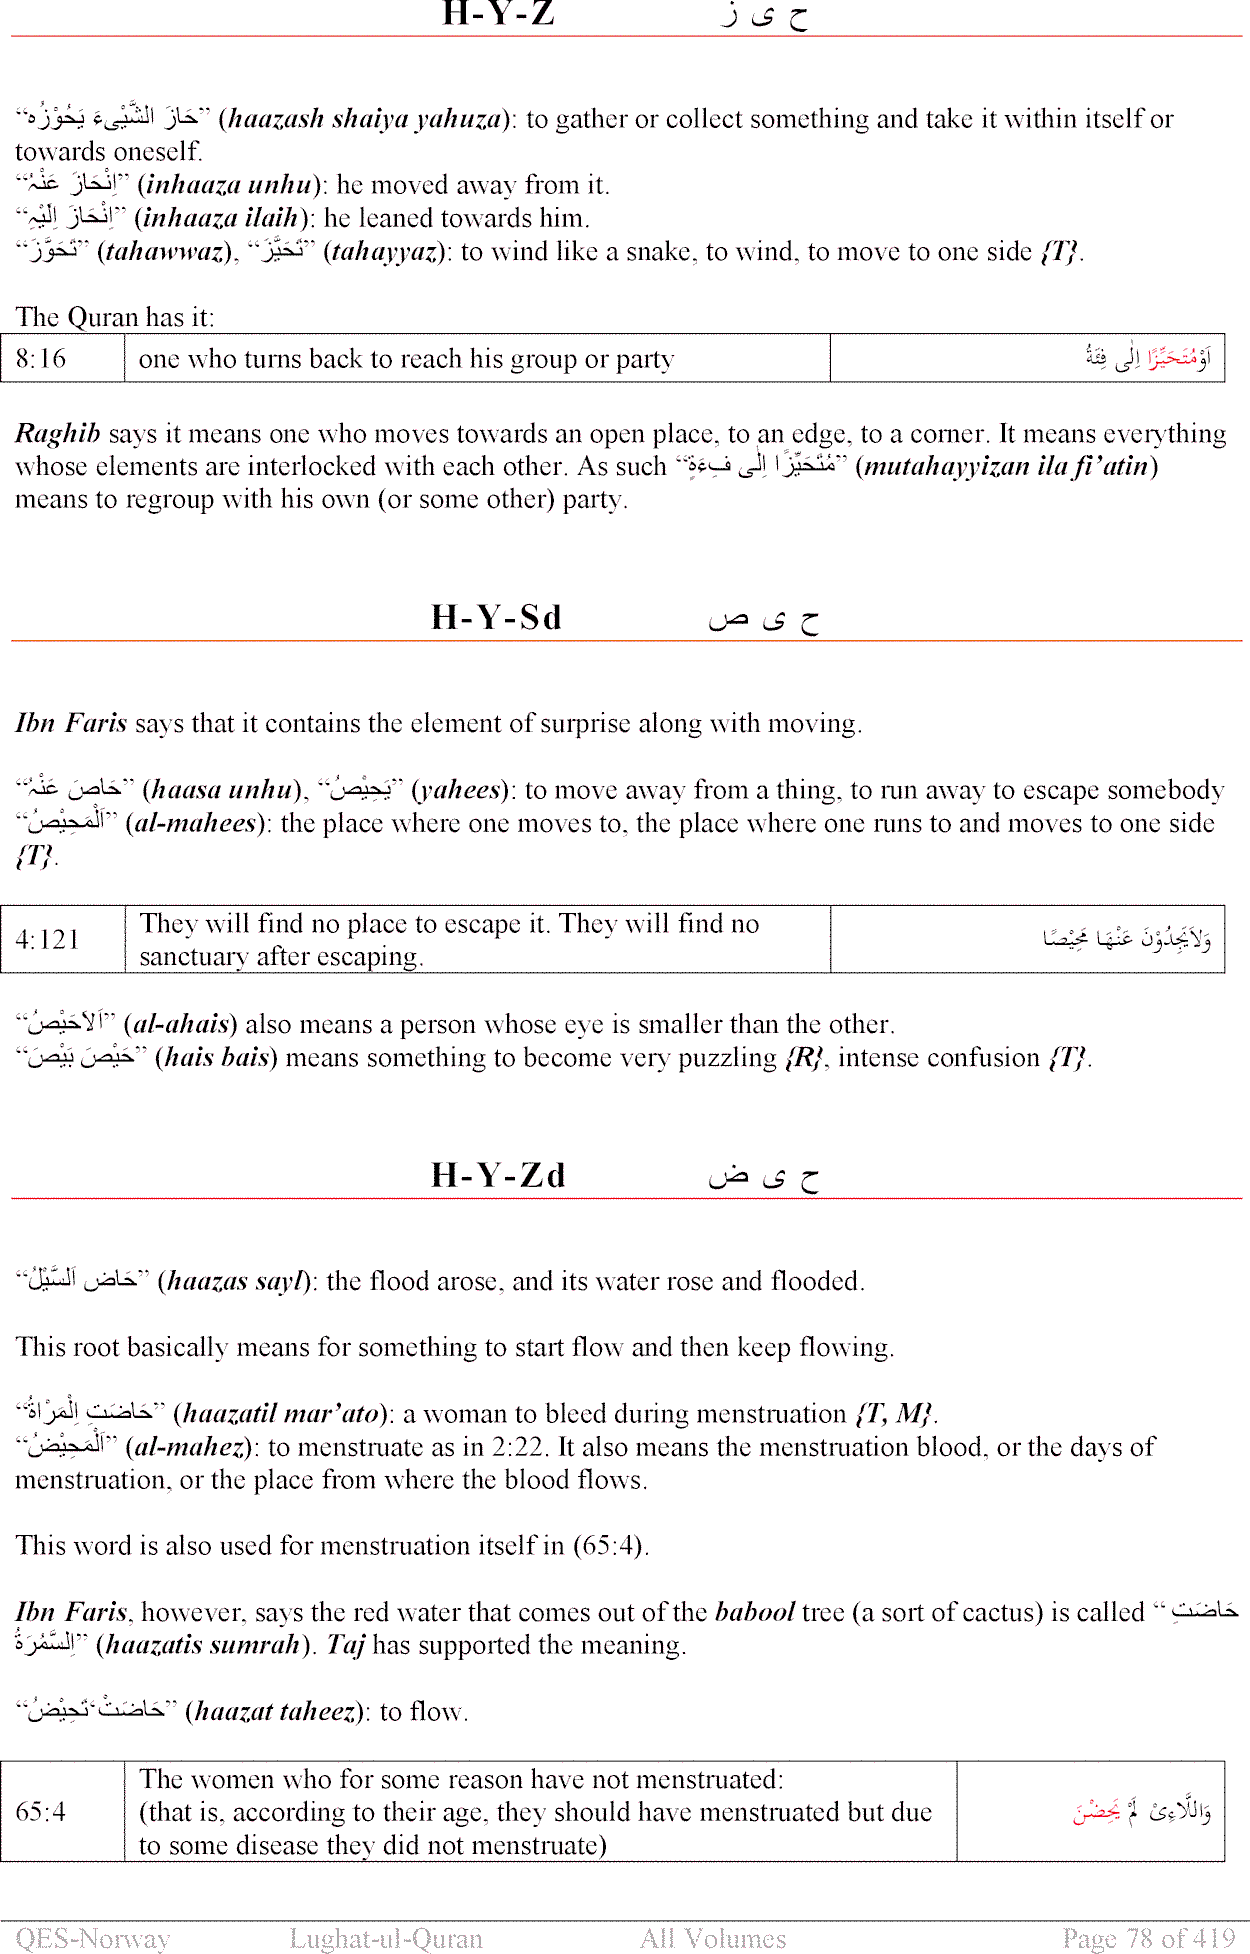 H-Y-Z ح ی ز
“حَازَ الشَّيْیءَ يَحُوْزُه” (haazash shaiya yahuza): to gather or collect something and take it within itself or
towards oneself.
“اِنْحَازَ عَنْہُ” (inhaaza unhu): he moved away from it.
“اِنْحَازَ اِلَيْہِ” (inhaaza ilaih): he leaned towards him.
“تَحَوَّزَ” (tahawwaz), “تَحَيَّزَ” (tahayyaz): to wind like a snake, to wind, to move to one side {T}.
The Quran has it:
8:16 one who turns back to reach his group or party اَوْمُتَحَيِّزًا اِلٰى فِئَةٍ
Raghib says it means one who moves towards an open place, to an edge, to a corner. It means everything
whose elements are interlocked with each other. As such “مُتَحَيِّزًا اِلٰی فِءَةٍ” (mutahayyizan ila fi’atin)
means to regroup with his own (or some other) party.
H-Y-Sd ح ی ص
Ibn Faris says that it contains the element of surprise along with moving.
“حَاصَ عَنْہُ” (haasa unhu), “يَحِيْصُ” (yahees): to move away from a thing, to run away to escape somebody
“اَلْمَحِيْصُ” (al-mahees): the place where one moves to, the place where one runs to and moves to one side
{T}.
4:121 They will find no place to escape it. They will find no
sanctuary after escaping. وَلاَيَجِدُوْنَ عَنْهَا مَحِيْصًا
“اَلاَحْيَصُ” (al-ahais) also means a person whose eye is smaller than the other.
“حَيْصَ بَيْصَ” (hais bais) means something to become very puzzling {R}, intense confusion {T}.
H-Y-Zd ح ی ض
“حَاض اَلسَّيْلُ” (haazas sayl): the flood arose, and its water rose and flooded.
This root basically means for something to start flow and then keep flowing.
“حَاضَتِ اِلْمَرْاةُ” (haazatil mar’ato): a woman to bleed during menstruation {T, M}.
“اَلْمَحِيْضُ” (al-mahez): to menstruate as in 2:22. It also means the menstruation blood, or the days of
menstruation, or the place from where the blood flows.
This word is also used for menstruation itself in (65:4).
Ibn Faris, however, says the red water that comes out of the babool tree (a sort of cactus) is called “حَاضَتِ
اِلسَّمُرَةُ” (haazatis sumrah). Taj has supported the meaning.
“حَاضَتْ‘تَحِيْضُ” (haazat taheez): to flow.
65:4 The women who for some reason have not menstruated:
(that is, according to their age, they should have menstruated but due
to some disease they did not menstruate) وَاللَّاءِىْ لَمْ يَحِضْنَ
QES-Norway Lughat-ul-Quran All Volumes Page 78 of 419